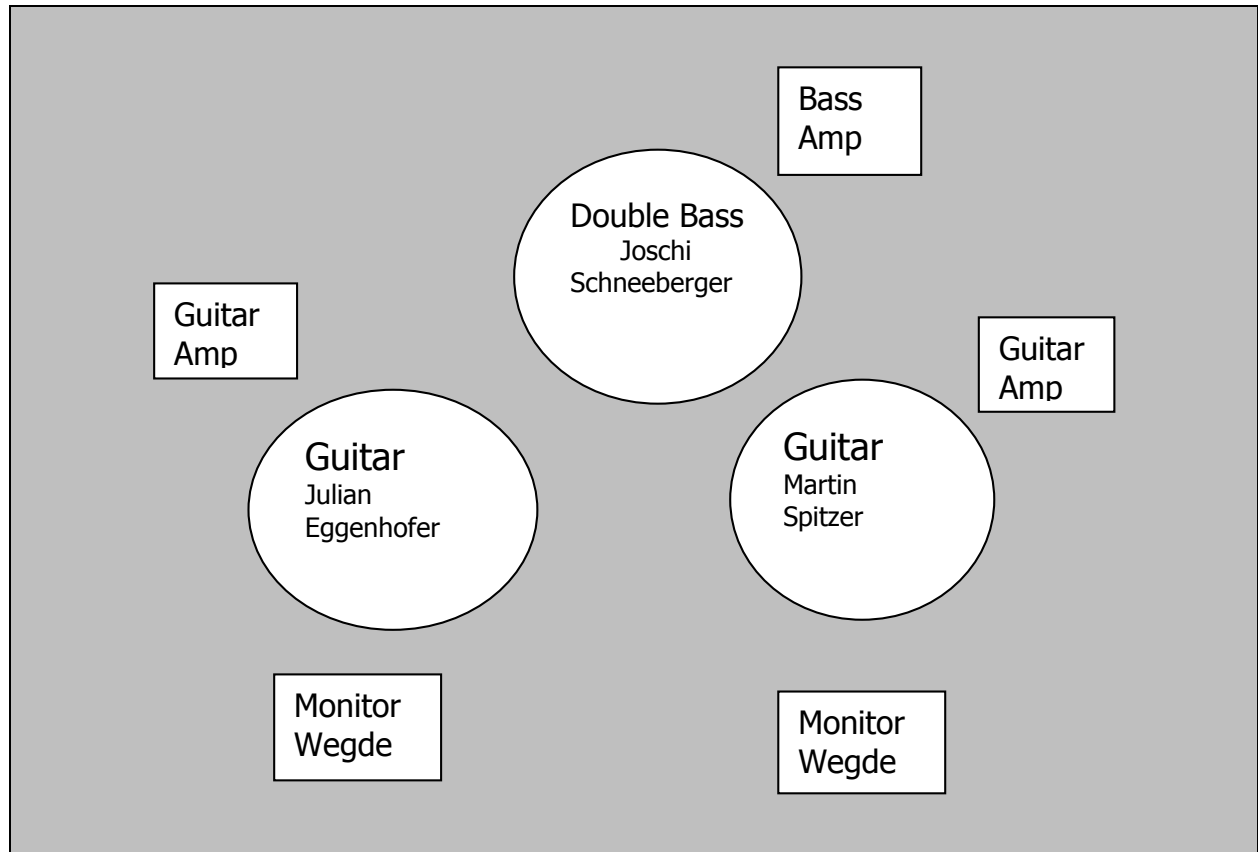 Bass
Amp
Double Bass
Joschi
Schneeberger
Guitar
Amp
Guitar
Amp
Guitar
Julian
Eggenhofer
Guitar
Martin
Spitzer
Monitor
Wegde
Monitor
Wegde